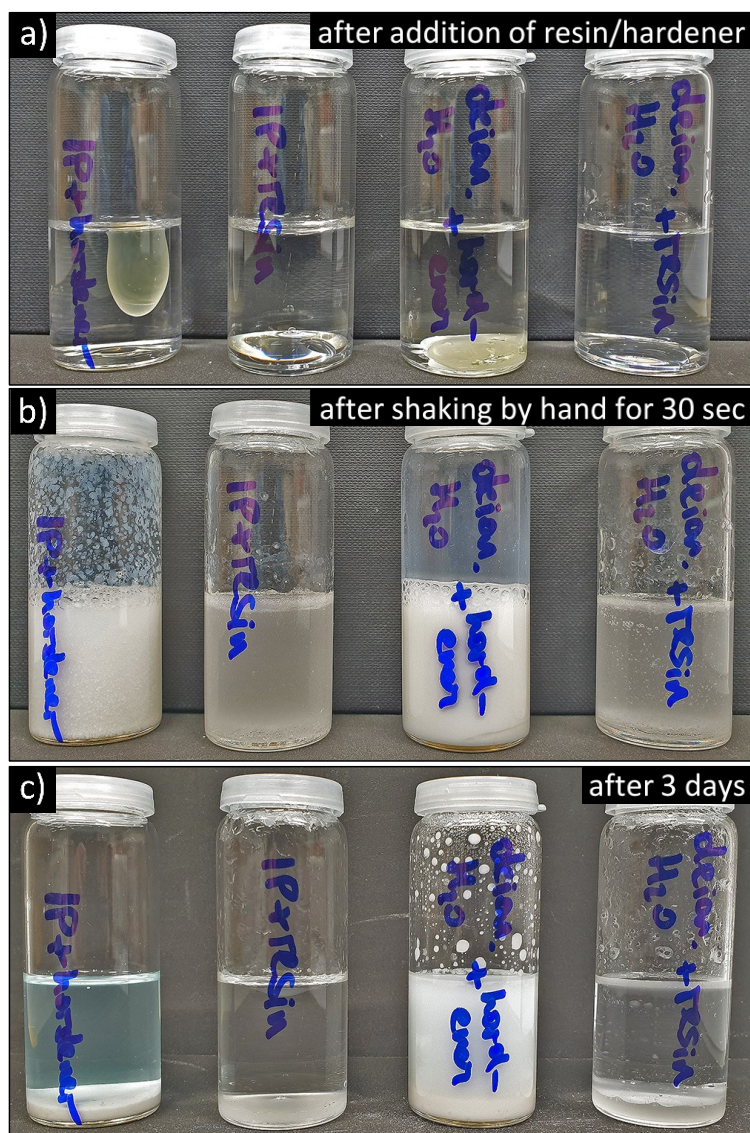 a)
after addition of resin/hardener
IP + hardener
IP + Resin
deion.
H2O
+ hard-
ener
deion.
H2O
+ Resin
b)
after shaking by hand for 30 sec
IP + hardener
IP + Resin
deion.
H2O
+ hard-
ener
deion.
H2O
+ Resin
c)
after 3 days
IP + hardener
IP + Resin
deion.
H2O
+ hard-
ener
deion.
H2O
+ Resin